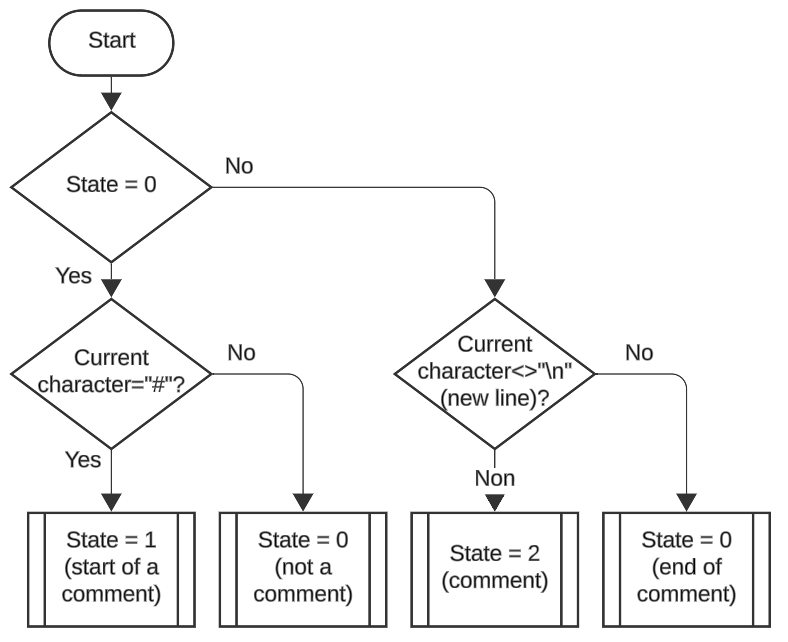 Start
State = 0
No
Yes
Current
character="#"?
No
Current
character<>"\n"
(new line)?
No
Yes
Non
State = 1
(start of a
comment)
State = 0
(not a
comment)
State = 2
(comment)
State = 0
(end of
comment)